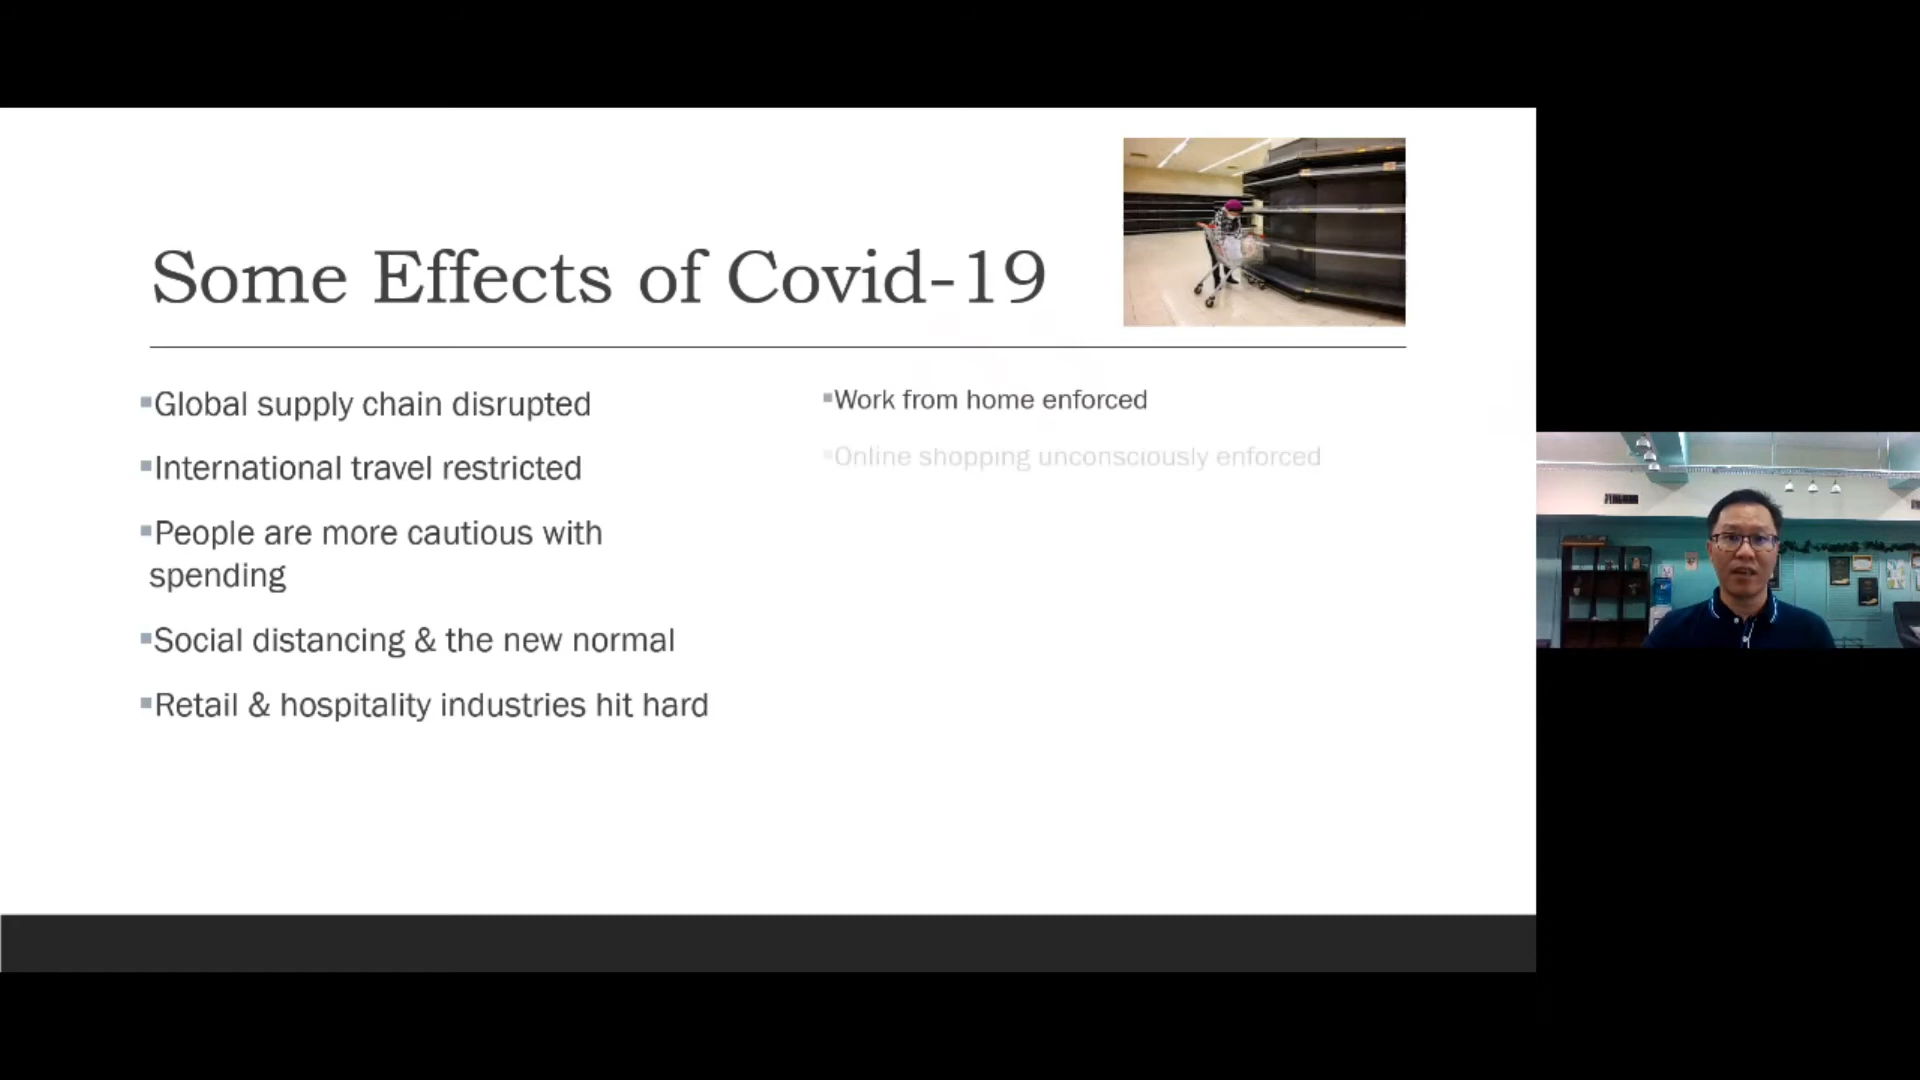 Some Effects of Covid-19
▪Global supply chain disrupted
▪International travel restricted
▪People are more cautious with
spending
▪Social distancing & the new normal
▪Retail & hospitality industries hit hard
▪Work from home enforced
▪Online shopping unconsciously enforced